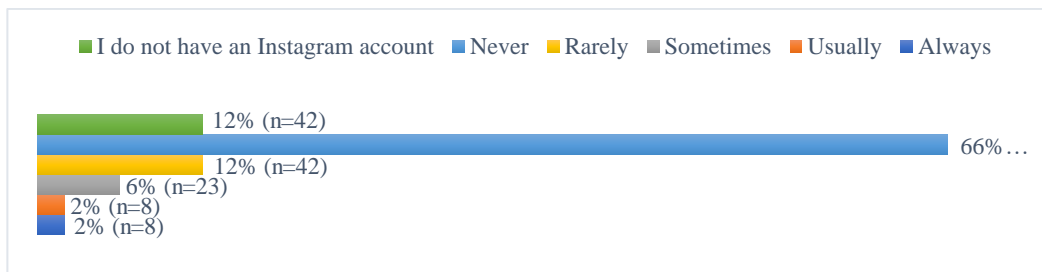 I do not have an Instagram account Never Rarely Sometimes Usually Always
12% (n=42)
66% ...
12% (n=42)
6% (n=23)
2% (n=8)
2% (n=8)